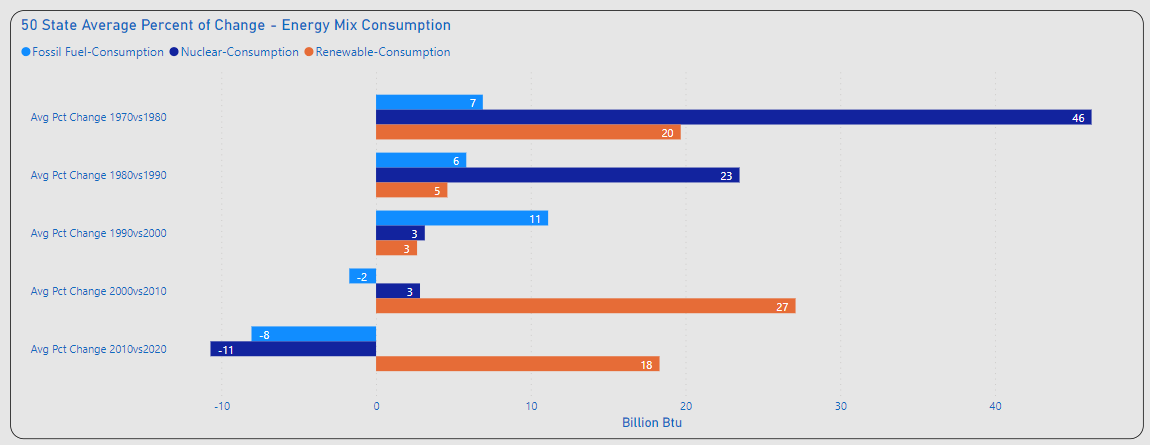 50 State Average Percent of Change - Energy Mix Consumption
Fossil Fuel-Consumption Nuclear-Consumption Renewable-Consumption
7
Avg Pct Change 1970vs1980 46
20
6
Avg Pct Change 1980vs1990 23
5
11
Avg Pct Change 1990vs2000 3
3
-2
Avg Pct Change 2000vs2010 3
27
-8
Avg Pct Change 2010vs2020 -11
18
-10 0 10 20 30 40
Billion Btu